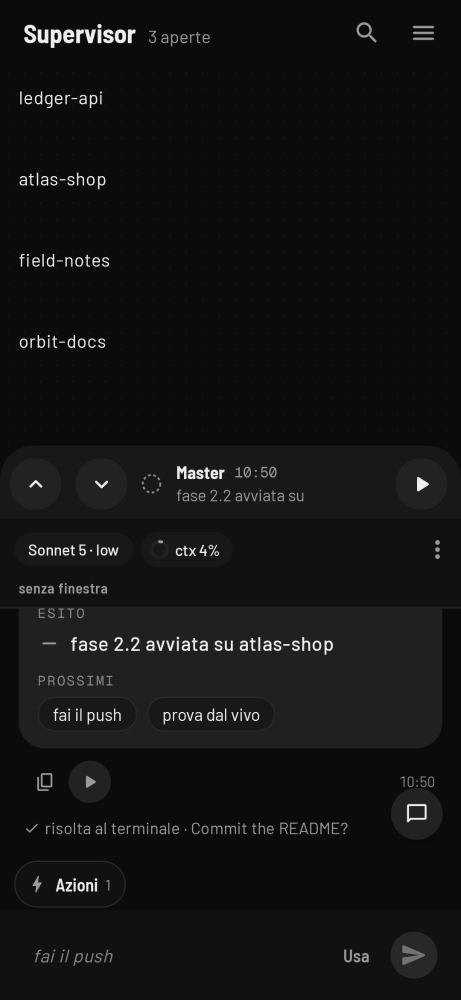 Supervisor 3 aperte
ledger-api
atlas-shop
field-notes
orbit-docs
Master 10:50
fase 2.2 avviata su
Sonnet 5 · low ctx 4%
senza finestra
ESITO
— fase 2.2 avviata su atlas-shop
PROSSIMI
fai il push prova dal vivo
10:50
✓ risolta al terminale · Commit the README?
Azioni 1
fai il push Usa